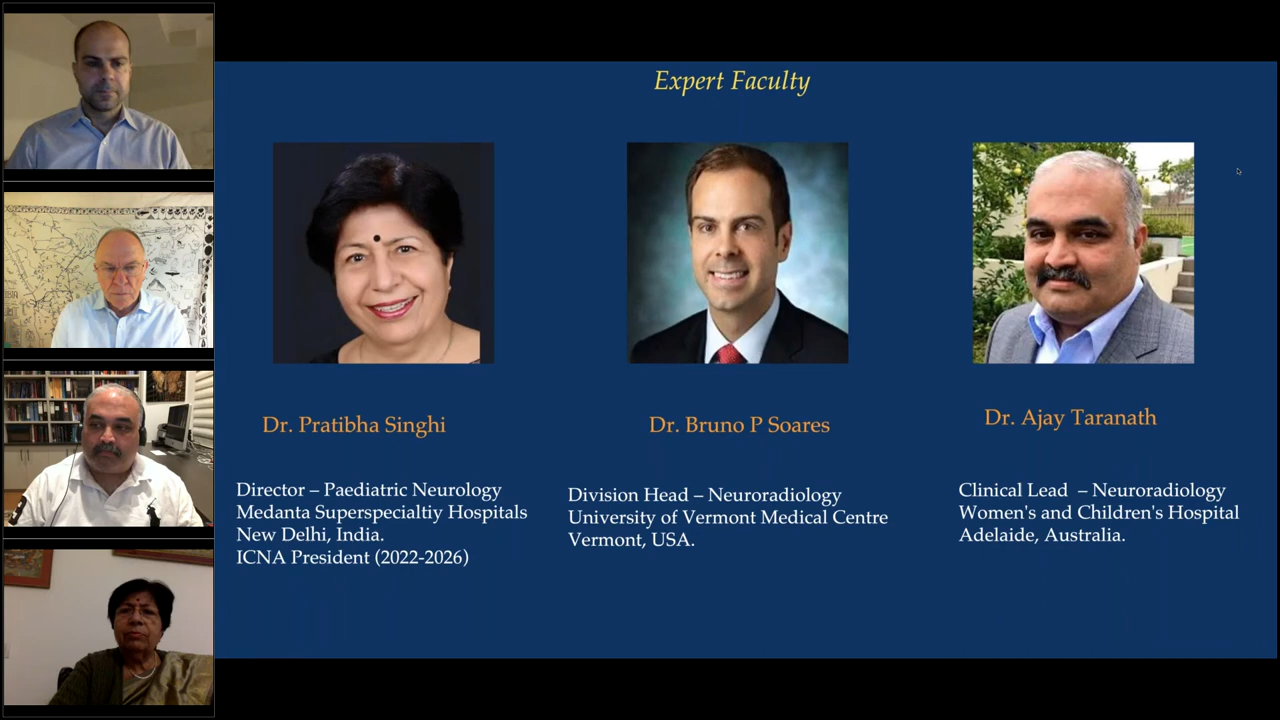 Expert Faculty
Dr. Pratibha Singhi
Director – Paediatric Neurology
Medanta Superspecialtiy Hospitals
New Delhi, India.
ICNA President (2022-2026)
Dr. Bruno P Soares
Division Head – Neuroradiology
University of Vermont Medical Centre
Vermont, USA.
Dr. Ajay Taranath
Clinical Lead – Neuroradiology
Women's and Children's Hospital
Adelaide, Australia.